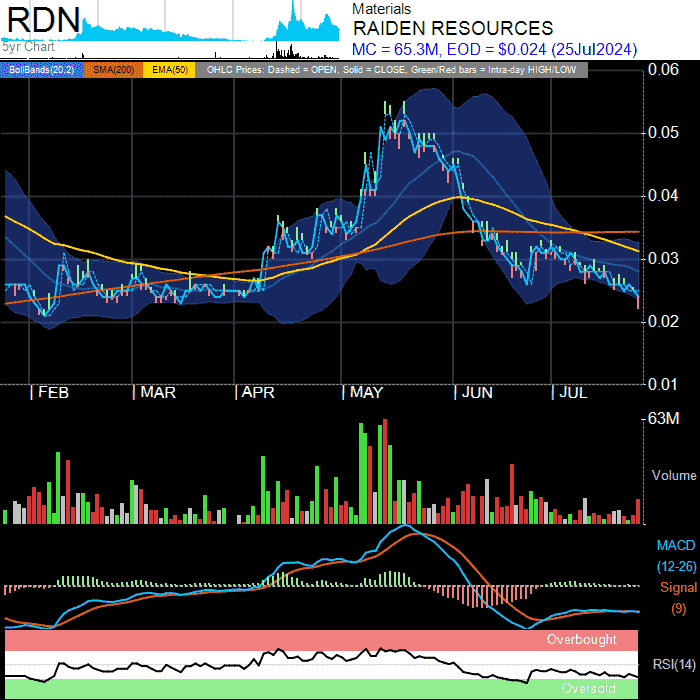 RDN
5yr Chart
Materials
RAIDEN RESOURCES
MC = 65.3M, EOD = $0.024 (25Jul2024)
BollBands(20,2) SMA(200) EMA(50) OHLC Prices: Dashed = OPEN, Solid = CLOSE, Green/Red bars = Intra-day HIGH/LOW
0.06
0.05
0.04
0.03
0.02
0.01
| FEB | MAR | APR | MAY | JUN | JUL
63M
Volume
MACD
(12-26)
Signal
(9)
Overbought
RSI(14)
Oversold